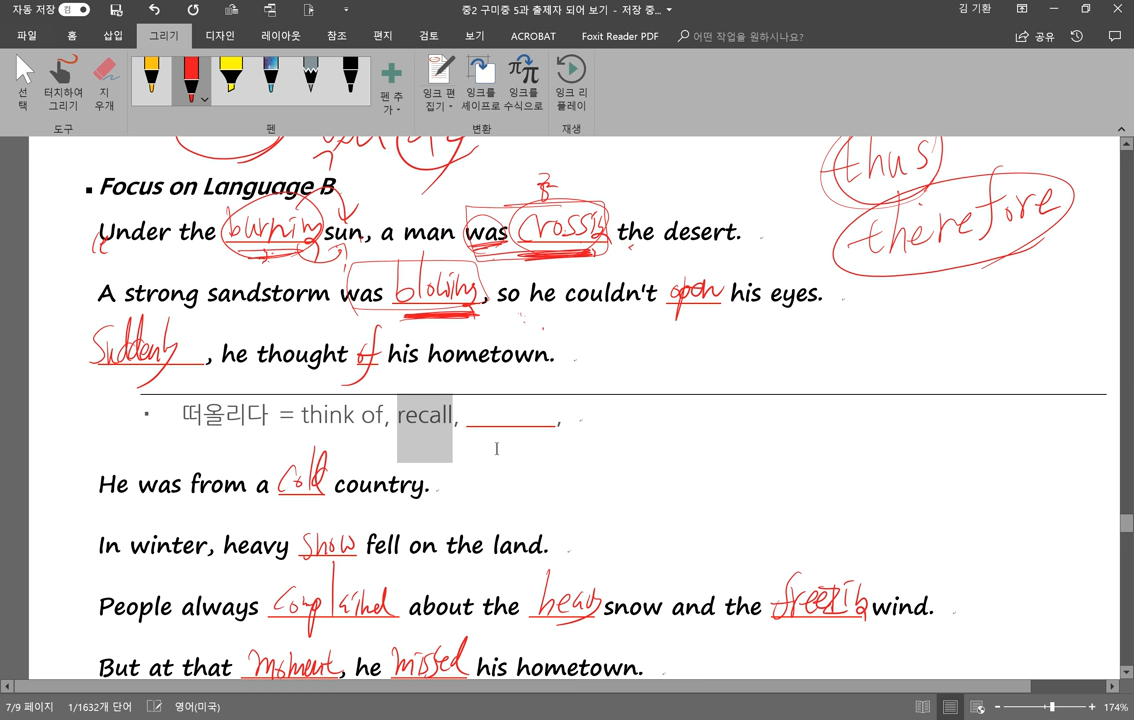 자동 저장 컴 중2 구미중 5과 출제자 되어 보기 - 저장 중... 김 기환
파일 홈 삽입 그리기 디자인 레이아웃 참조 편지 검토 보기 ACROBAT Foxit Reader PDF 어떤 작업을 원하시나요? 공유
선택 터치하여 그리기 지우개 펜 추가 잉크 편집기 잉크를 셰이프로 잉크를 수식으로 잉크 리플레이
도구 펜 변환 재생
thus
therefore
Focus on Language B
Under the burning sun, a man was crossing the desert.
A strong sandstorm was blowing, so he couldn't open his eyes.
Suddenly, he thought of his hometown.
떠올리다 = think of, recall, ________,
He was from a cold country.
In winter, heavy snow fell on the land.
People always complained about the heavy snow and the freezing wind.
But at that moment, he missed his hometown.
7/9 페이지 1/1632개 단어 영어(미국) 174%